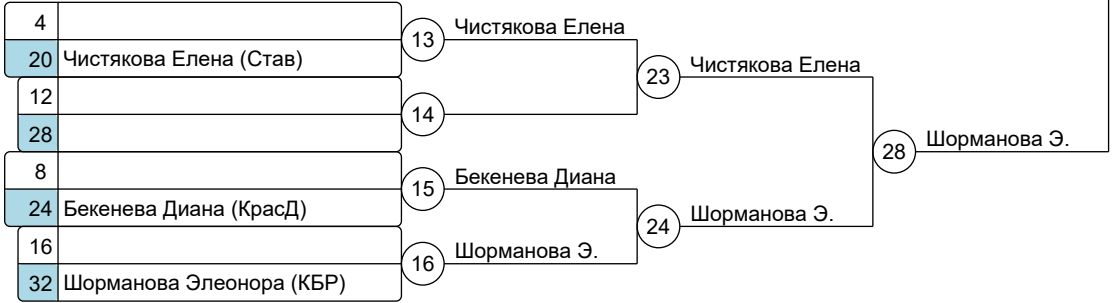 4
13 Чистякова Елена
20 Чистякова Елена (Став)
23 Чистякова Елена
12
14
28
28 Шорманова Э.
8
15 Бекенева Диана
24 Бекенева Диана (КрасД)
24 Шорманова Э.
16
16 Шорманова Э.
32 Шорманова Элеонора (КБР)